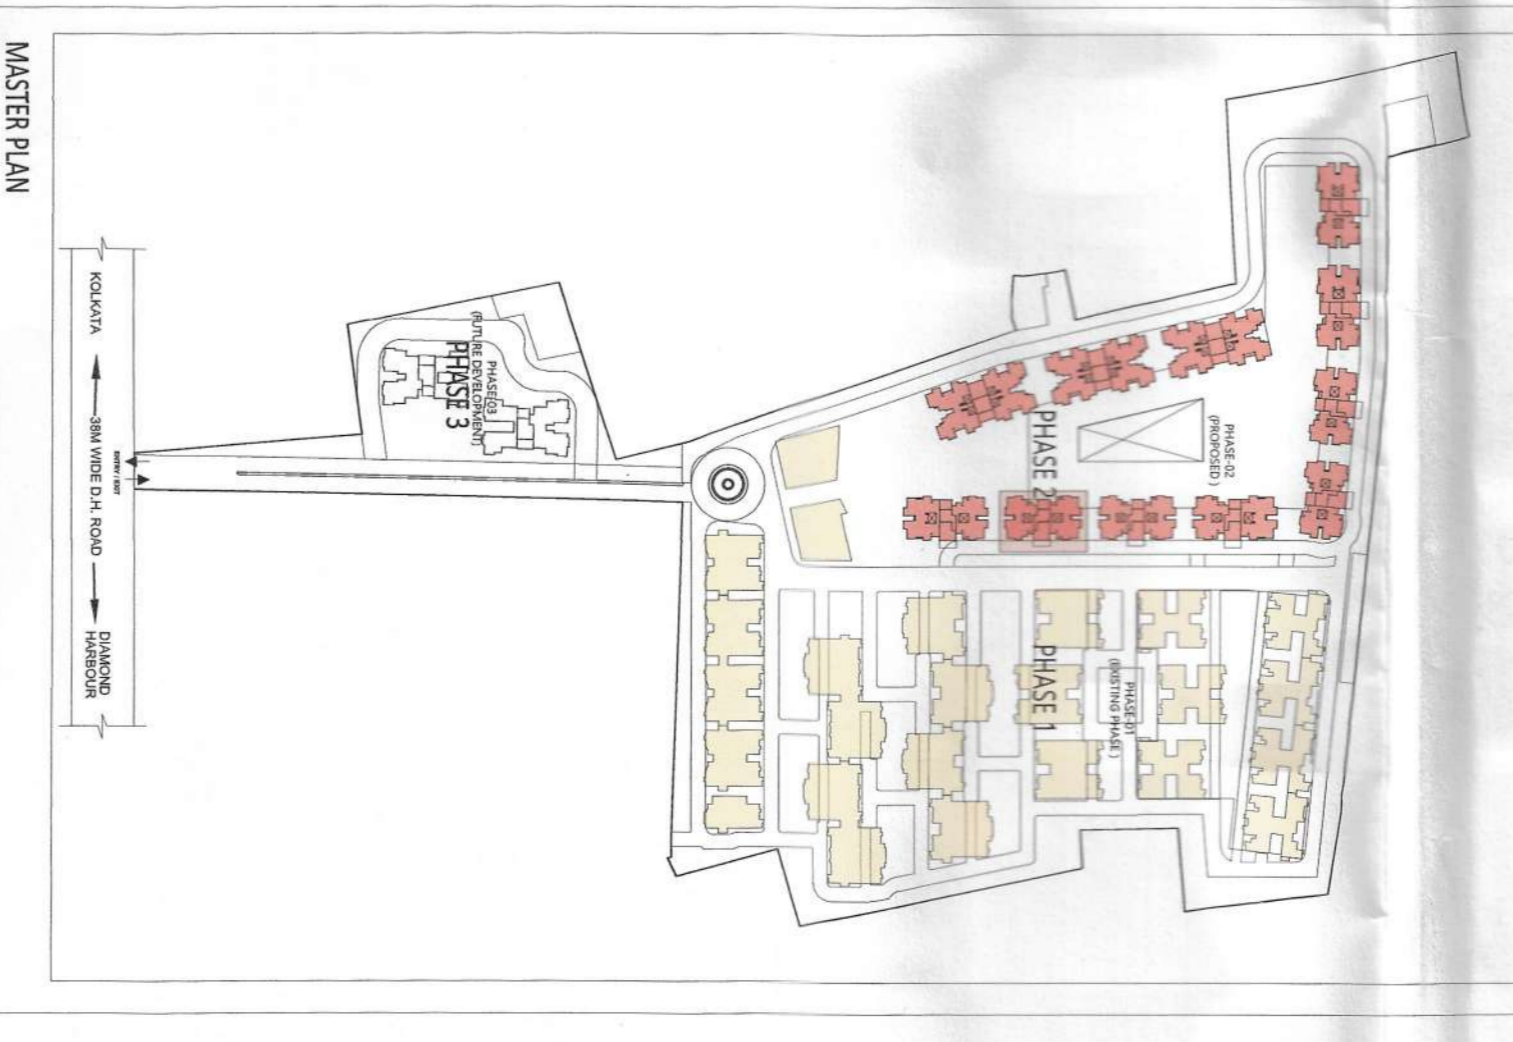 MASTER PLAN
KOLKATA
38M WIDE D.H. ROAD
DIAMOND
HARBOUR
ENTRY / EXIT
PHASE-03
(FUTURE DEVELOPMENT)
PHASE 3
PHASE-02
(PROPOSED )
PHASE 2
PHASE-01
(EXISTING PHASE )
PHASE 1